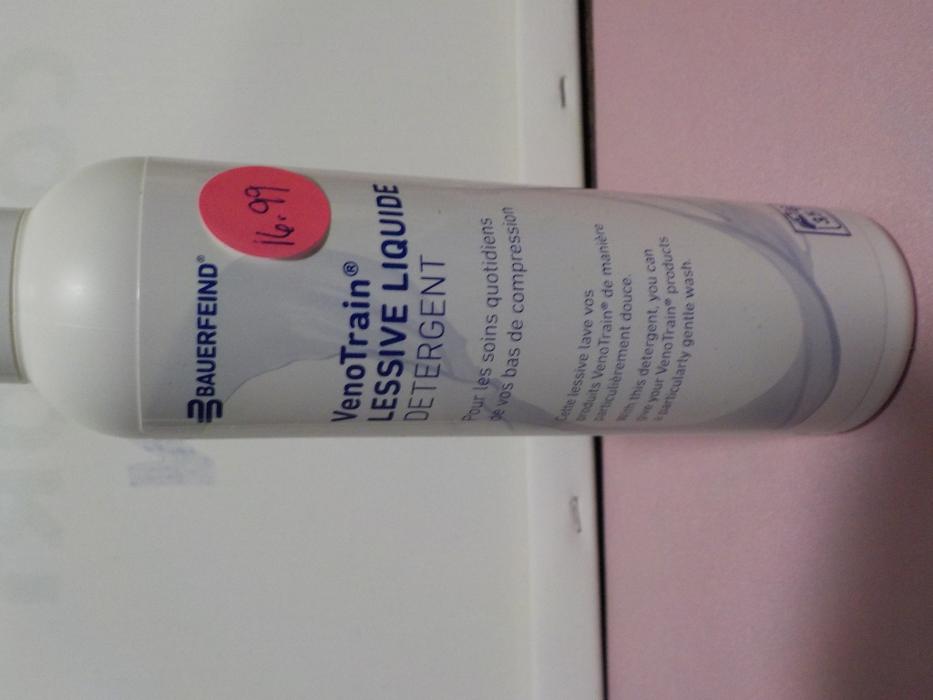 BAUERFEIND®
16.99
VenoTrain®
LESSIVE LIQUIDE
DETERGENT
Pour les soins quotidiens
de vos bas de compression
Cette lessive lave vos
produits VenoTrain® de manière
particulièrement douce.
With this detergent, you can
give your VenoTrain® products
a particularly gentle wash.